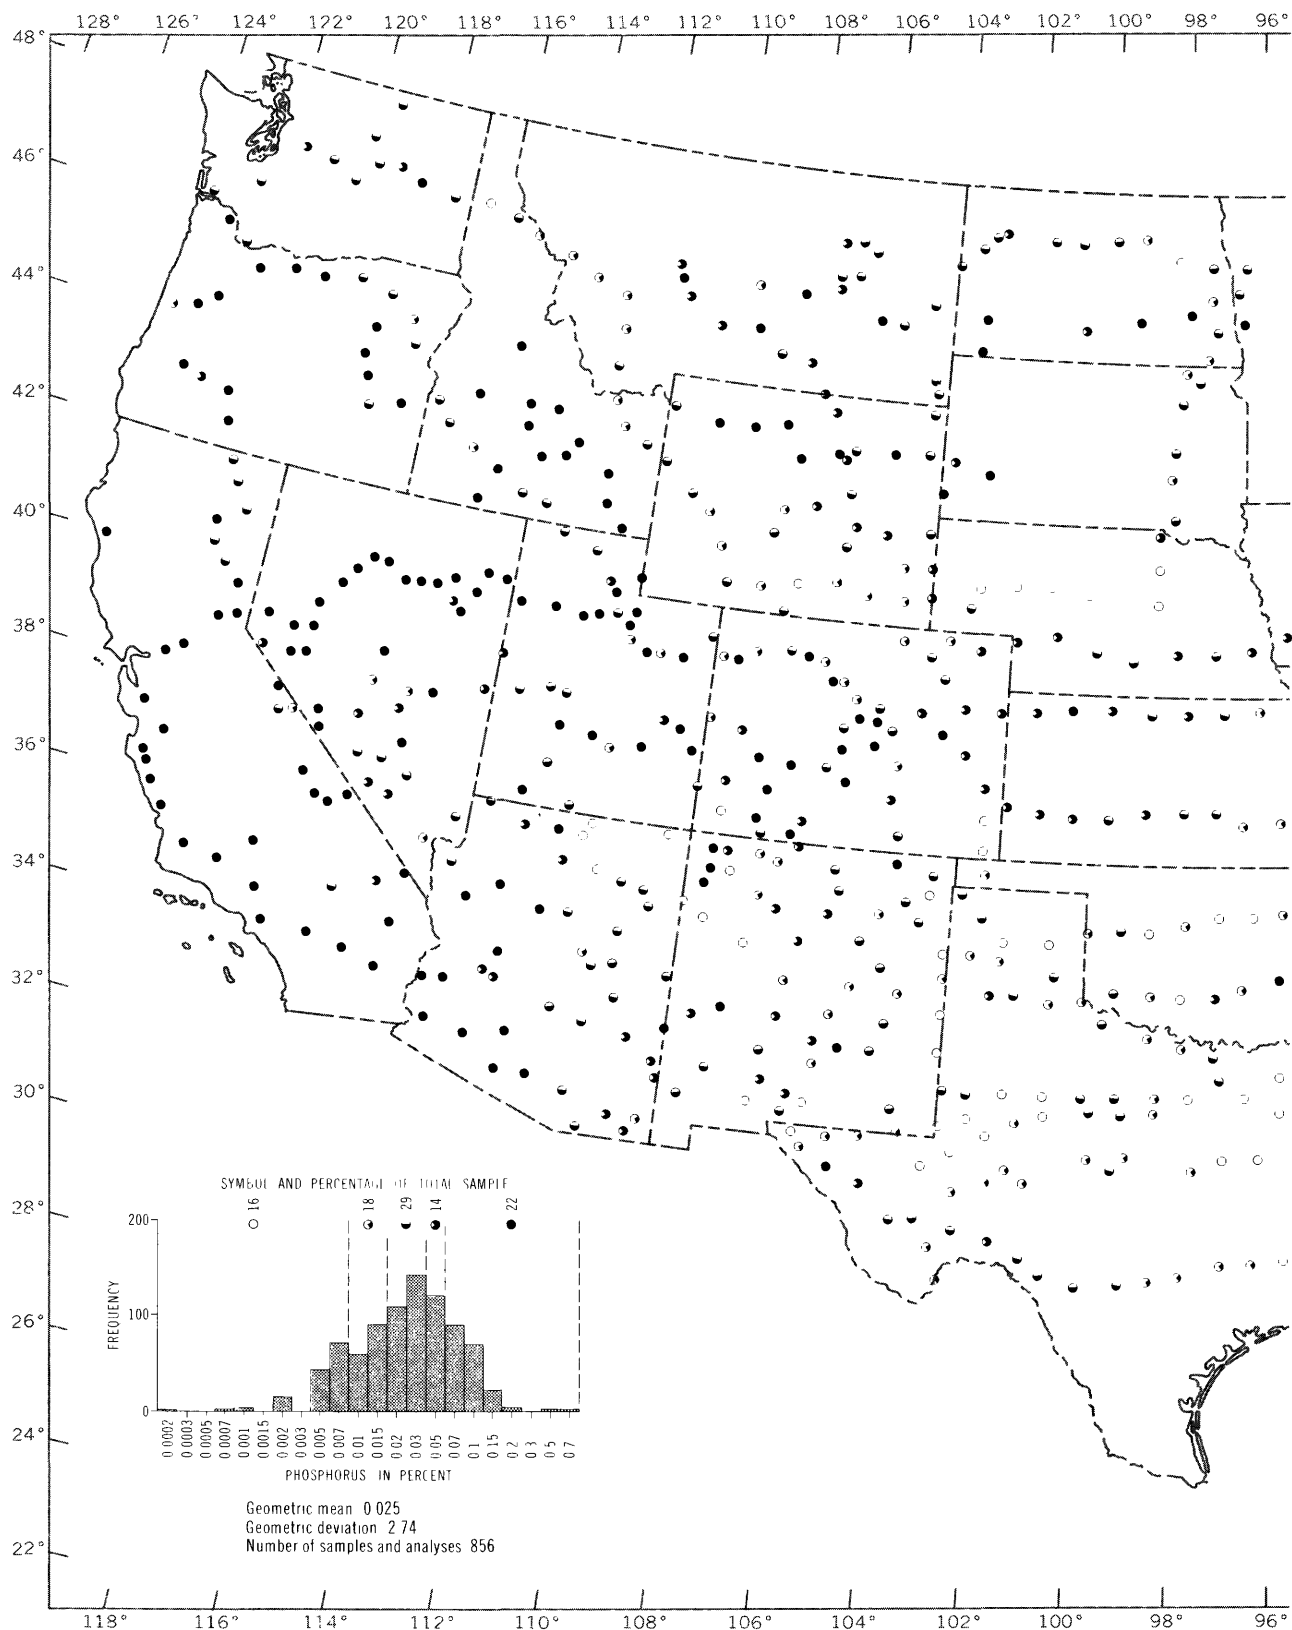 128° 126° 124° 122° 120° 118° 116° 114° 112° 110° 108° 106° 104° 102° 100° 98° 96°
48°
46°
44°
42°
40°
38°
36°
34°
32°
30°
28°
26°
24°
22°
SYMBOL AND PERCENTAGE OF TOTAL SAMPLE
16 18 29 14 22
200
100
0
FREQUENCY
0 0002 0 0003 0 0005 0 0007 0 001 0 0015 0 002 0 003 0 005 0 007 0 01 0 015 0 02 0 03 0 05 0 07 0 1 0 15 0 2 0 3 0 5 0 7
PHOSPHORUS IN PERCENT
Geometric mean 0 025
Geometric deviation 2 74
Number of samples and analyses 856
118° 116° 114° 112° 110° 108° 106° 104° 102° 100° 98° 96°